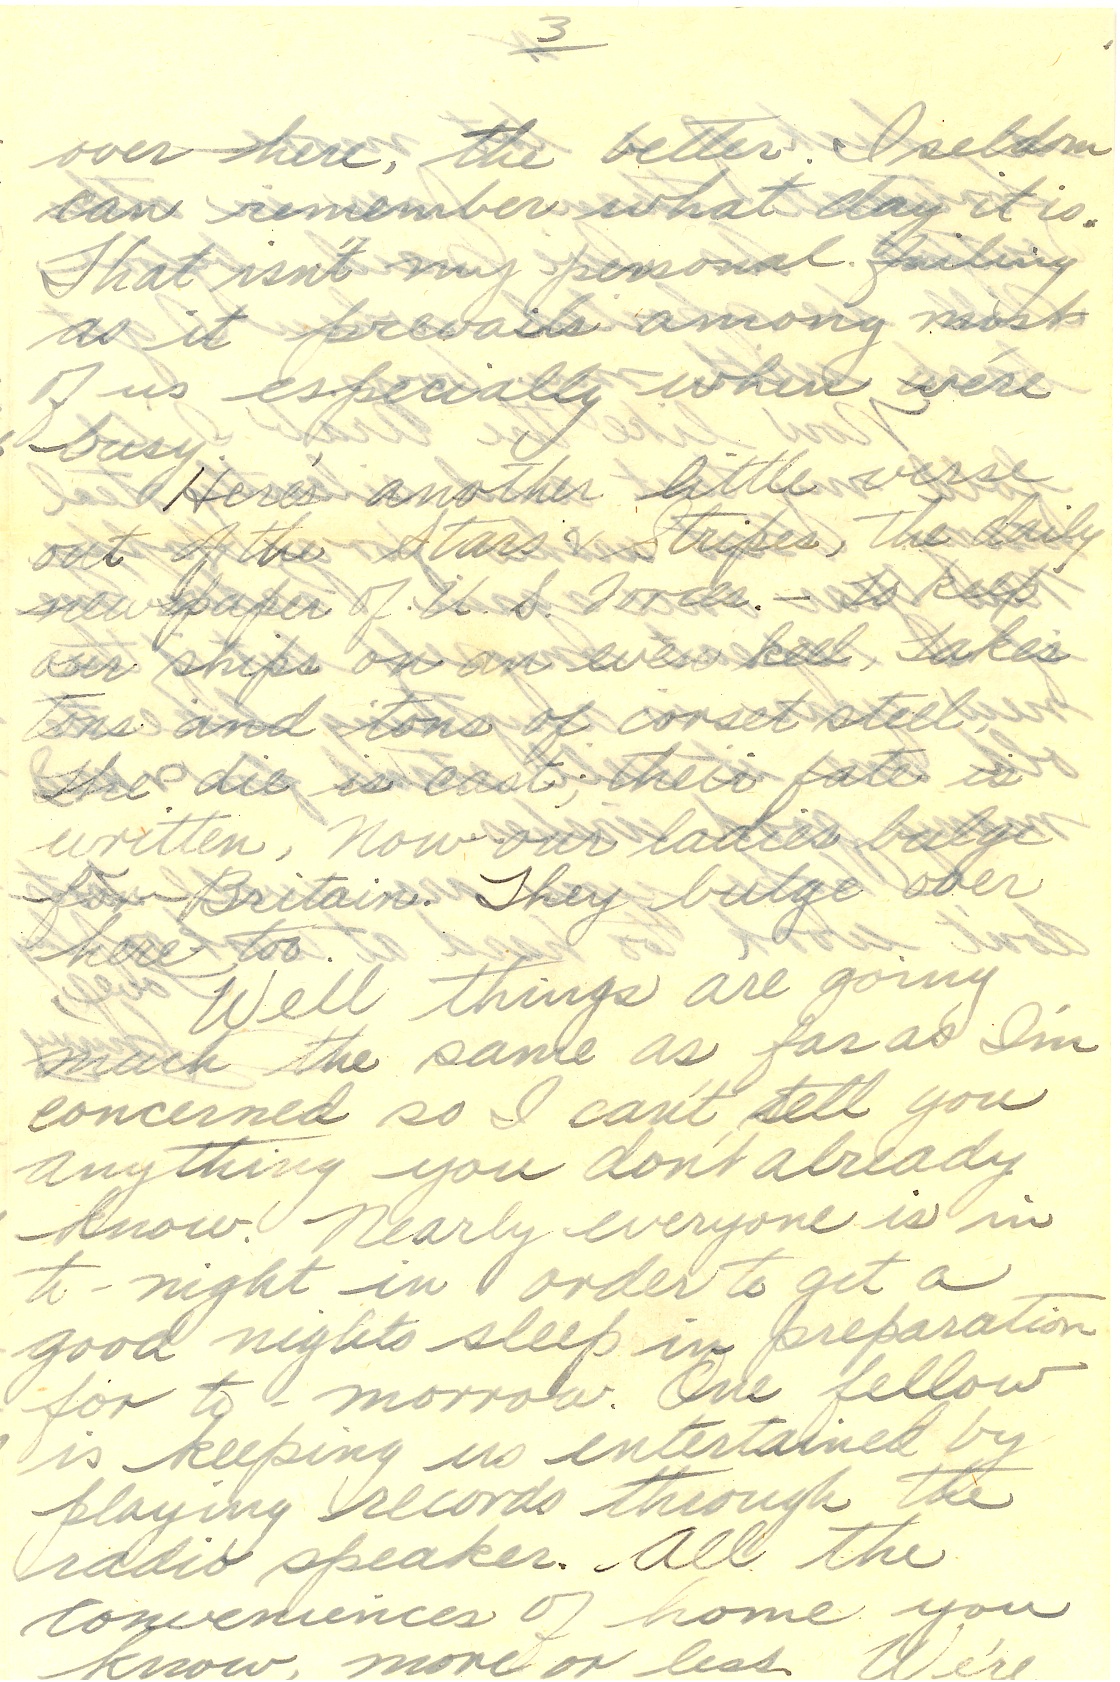 3
over here, the better. I seldom
can remember what day it is.
That isn't my personal failing
as it prevails among most
of us especially when we're
busy.
Here's another little verse
out of the Stars & Stripes, the daily
newspaper of U. S. Forces. — To keep
our ships on an even keel, takes
tons and tons of corset steel,
the die is cast; their fate is
written, Now our ladies bulge
for Britain. They bulge over
here too.
Well things are going
much the same as far as I'm
concerned so I can't tell you
anything you don't already
know. Nearly everyone is in
to-night in order to get a
good nights sleep in preparation
for to-morrow. One fellow
is keeping us entertained by
playing records through the
radio speaker. All the
conveniences of home you
know, more or less. We're